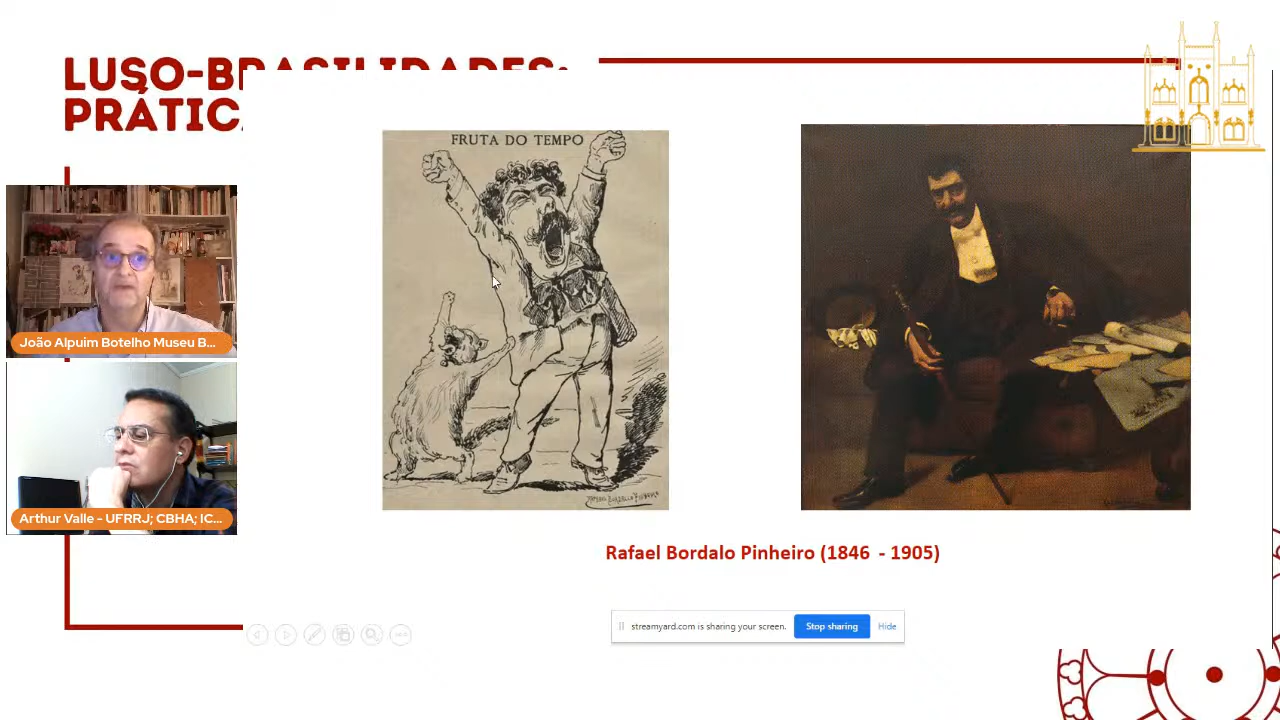 LUSO-BRASILIDADES:
PRÁTIC
FRUTA DO TEMPO
João Alpuim Botelho Museu B...
Arthur Valle - UFRRJ; CBHA; IC...
Rafael Bordalo Pinheiro (1846 - 1905)
streamyard.com is sharing your screen.
Stop sharing
Hide